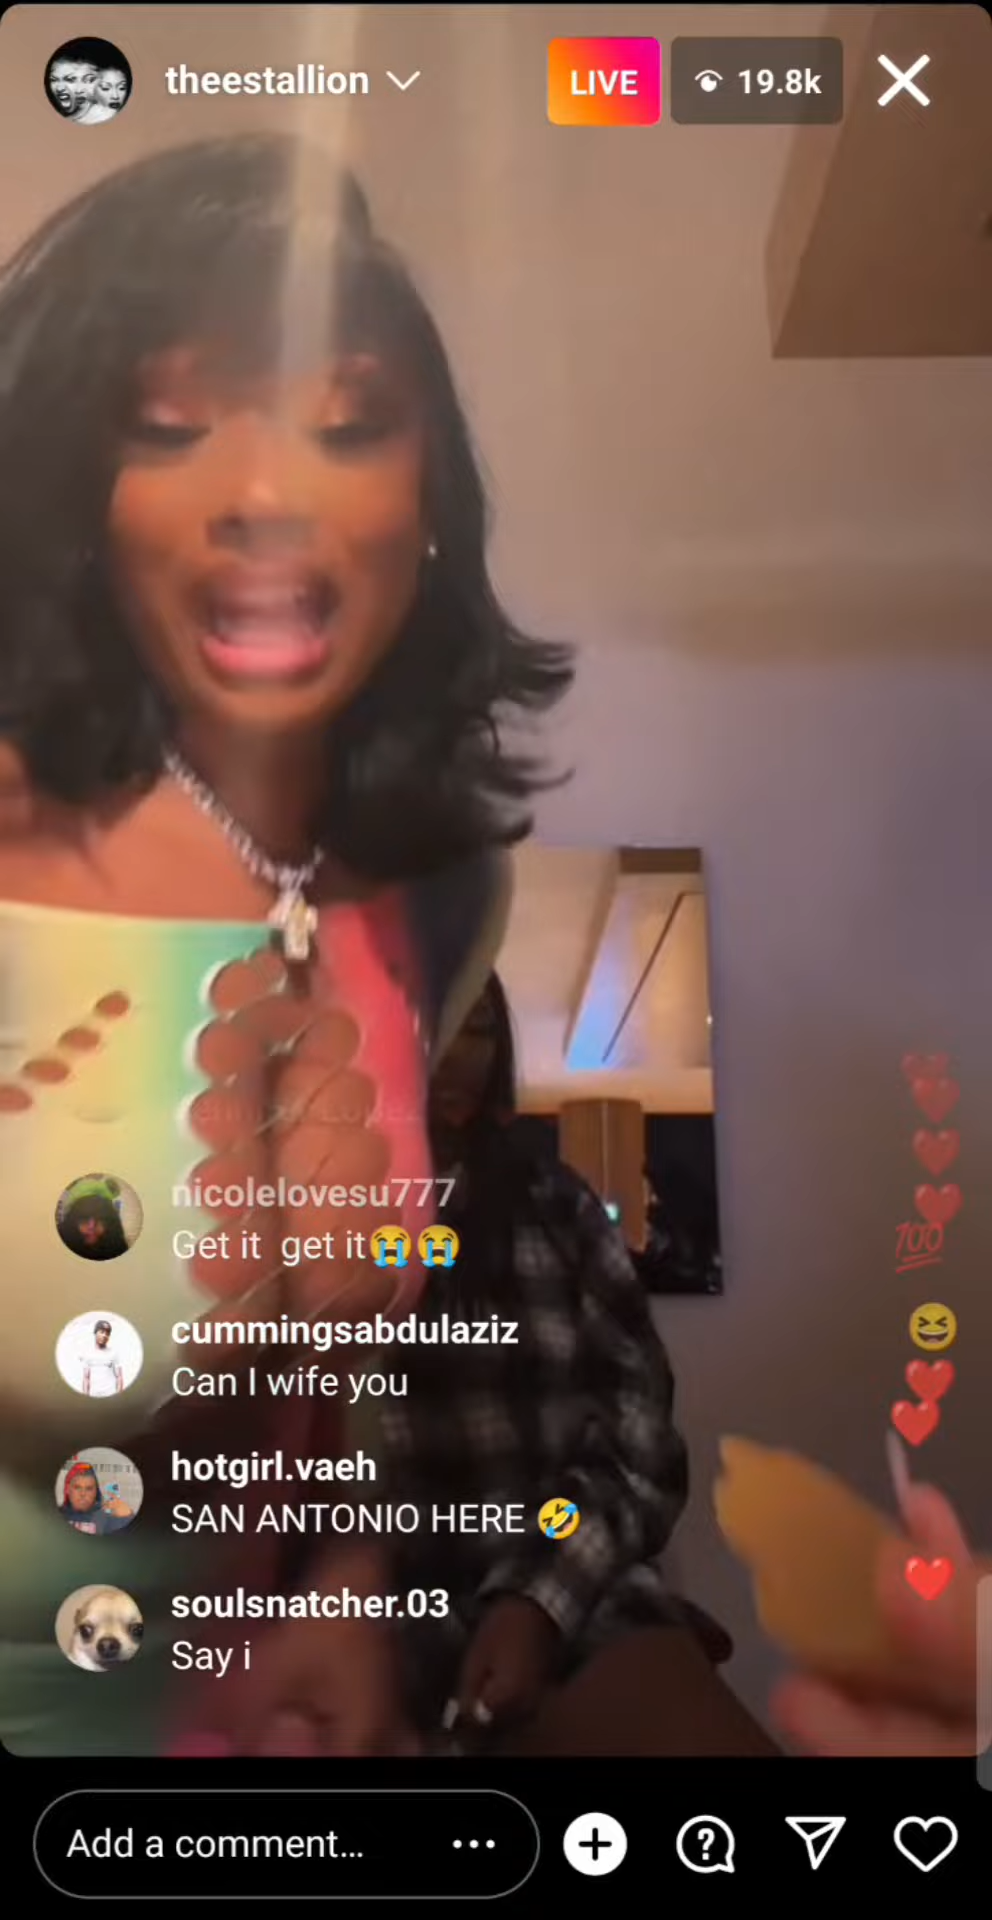 theestallion
LIVE
19.8k
nicolelovesu777
Get it get it😭😭
cummingsabdulaziz
Can I wife you
hotgirl.vaeh
SAN ANTONIO HERE 🤣
soulsnatcher.03
Say i
💯
Add a comment...